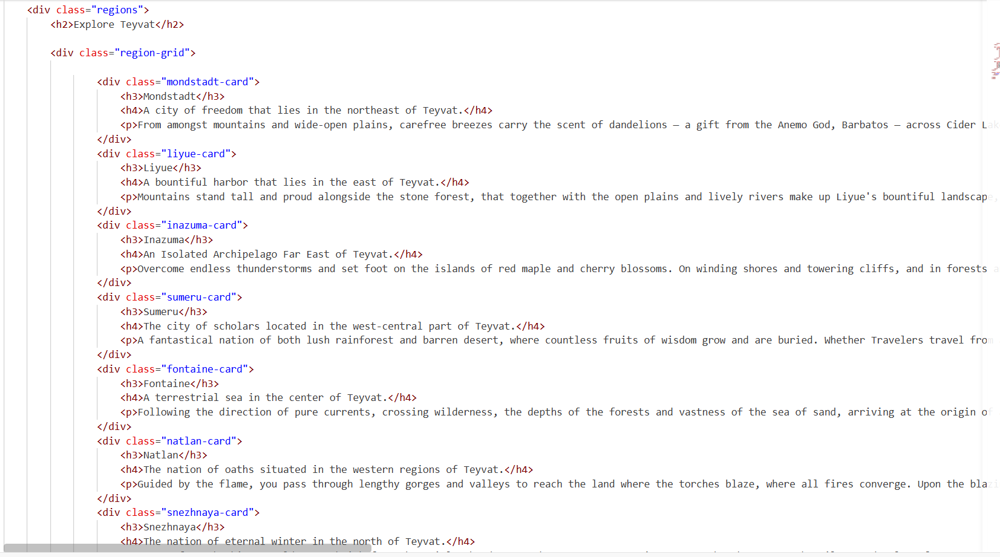 <div class="regions">
<h2>Explore Teyvat</h2>
<div class="region-grid">
<div class="mondstadt-card">
<h3>Mondstadt</h3>
<h4>A city of freedom that lies in the northeast of Teyvat.</h4>
<p>From amongst mountains and wide-open plains, carefree breezes carry the scent of dandelions — a gift from the Anemo God, Barbatos — across Cider Lak
</div>
<div class="liyue-card">
<h3>Liyue</h3>
<h4>A bountiful harbor that lies in the east of Teyvat.</h4>
<p>Mountains stand tall and proud alongside the stone forest, that together with the open plains and lively rivers make up Liyue's bountiful landscape,
</div>
<div class="inazuma-card">
<h3>Inazuma</h3>
<h4>An Isolated Archipelago Far East of Teyvat.</h4>
<p>Overcome endless thunderstorms and set foot on the islands of red maple and cherry blossoms. On winding shores and towering cliffs, and in forests a
</div>
<div class="sumeru-card">
<h3>Sumeru</h3>
<h4>The city of scholars located in the west-central part of Teyvat.</h4>
<p>A fantastical nation of both lush rainforest and barren desert, where countless fruits of wisdom grow and are buried. Whether Travelers travel from
</div>
<div class="fontaine-card">
<h3>Fontaine</h3>
<h4>A terrestrial sea in the center of Teyvat.</h4>
<p>Following the direction of pure currents, crossing wilderness, the depths of the forests and vastness of the sea of sand, arriving at the origin of
</div>
<div class="natlan-card">
<h3>Natlan</h3>
<h4>The nation of oaths situated in the western regions of Teyvat.</h4>
<p>Guided by the flame, you pass through lengthy gorges and valleys to reach the land where the torches blaze, where all fires converge. Upon the blazi
</div>
<div class="snezhnaya-card">
<h3>Snezhnaya</h3>
<h4>The nation of eternal winter in the north of Teyvat.</h4>